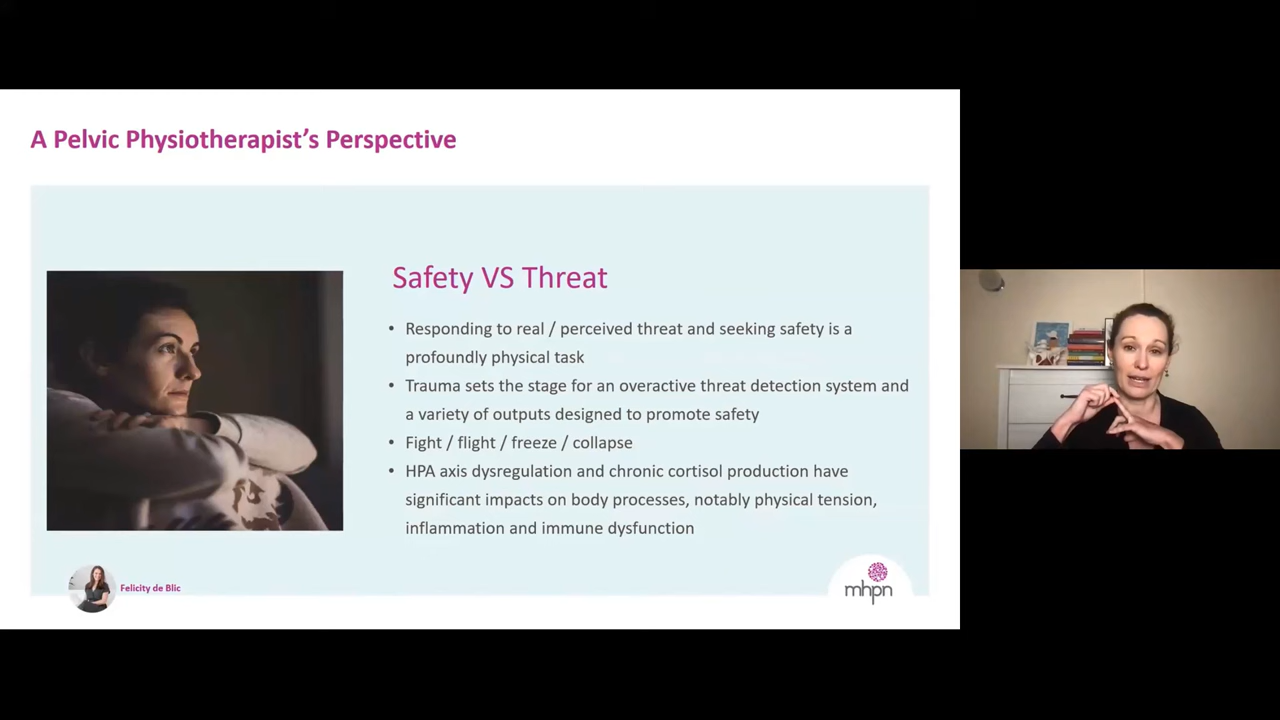 A Pelvic Physiotherapist's Perspective
Safety VS Threat
• Responding to real / perceived threat and seeking safety is a
profoundly physical task
• Trauma sets the stage for an overactive threat detection system and
a variety of outputs designed to promote safety
• Fight / flight / freeze / collapse
• HPA axis dysregulation and chronic cortisol production have
significant impacts on body processes, notably physical tension,
inflammation and immune dysfunction
Felicity de Blic
mhpn